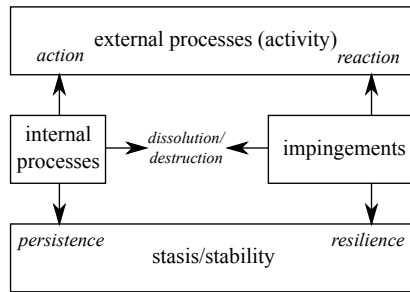 external processes (activity)
action
reaction
internal
processes
dissolution/
destruction
impingements
persistence
resilience
stasis/stability